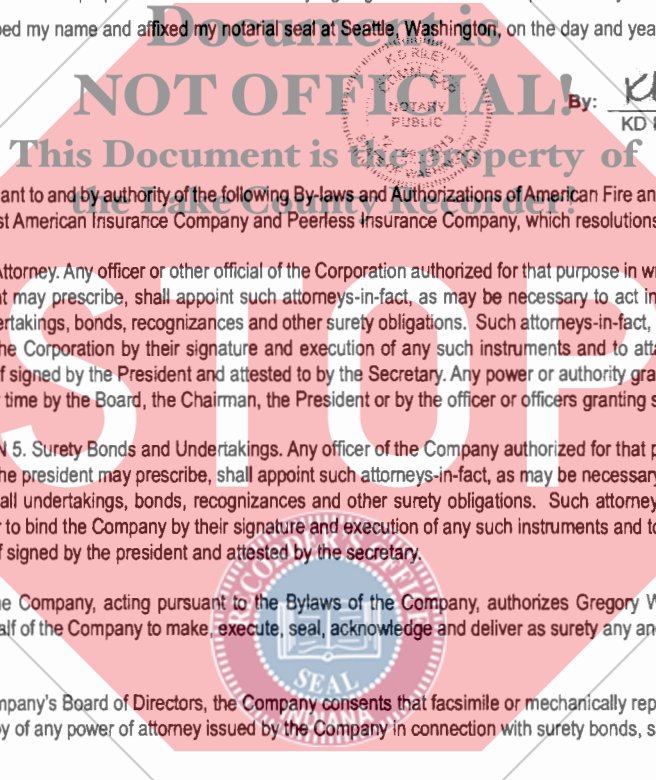 Document is
ped my name and affixed my notarial seal at Seattle, Washington, on the day and yea
NOT OFFICIAL!
KD RILEY
NOTARY
PUBLIC
WASHINGTON
By:
KD
This Document is the property of
the Lake County Recorder!
ant to and by authority of the following By-laws and Authorizations of American Fire an
st American Insurance Company and Peerless Insurance Company, which resolutions
Attorney. Any officer or other official of the Corporation authorized for that purpose in w
t may prescribe, shall appoint such attorneys-in-fact, as may be necessary to act in
ertakings, bonds, recognizances and other surety obligations. Such attorneys-in-fact,
he Corporation by their signature and execution of any such instruments and to atta
f signed by the President and attested to by the Secretary. Any power or authority gra
time by the Board, the Chairman, the President or by the officer or officers granting s
STOP
N 5. Surety Bonds and Undertakings. Any officer of the Company authorized for that p
he president may prescribe, shall appoint such attorneys-in-fact, as may be necessary
all undertakings, bonds, recognizances and other surety obligations. Such attorney
r to bind the Company by their signature and execution of any such instruments and to
f signed by the president and attested by the secretary.
RECORDER'S OFFICE
SEAL
INDIANA
e Company, acting pursuant to the Bylaws of the Company, authorizes Gregory W
alf of the Company to make, execute, seal, acknowledge and deliver as surety any an
mpany's Board of Directors, the Company consents that facsimile or mechanically rep
y of any power of attorney issued by the Company in connection with surety bonds, s